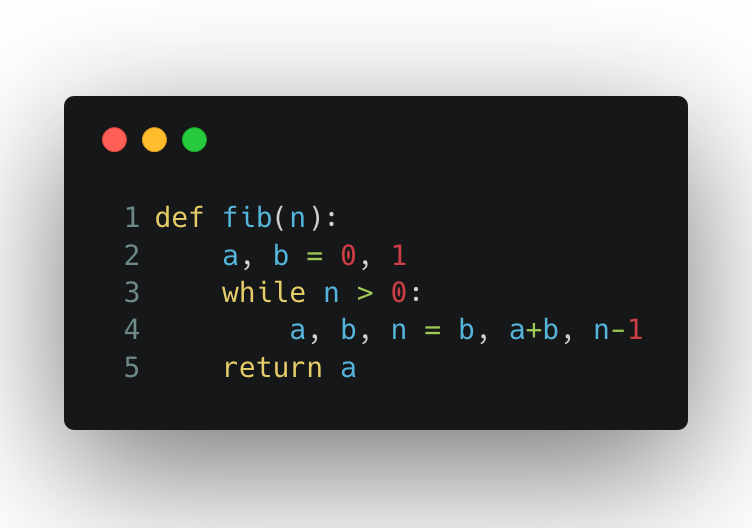 1 def fib(n):
2     a, b = 0, 1
3     while n > 0:
4         a, b, n = b, a+b, n-1
5     return a